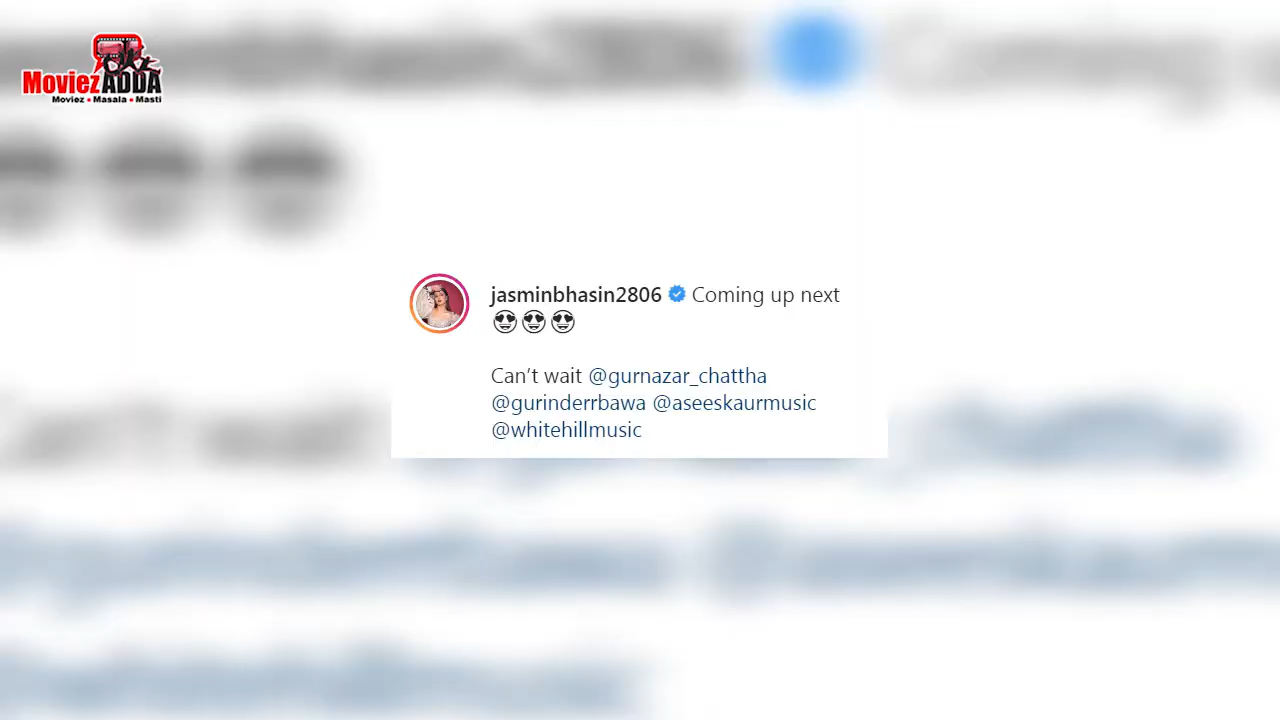 MoviezADDA
Moviez • Masala • Masti
jasminbhasin2806 Coming up next
😍😍😍
Can’t wait @gurnazar_chattha
@gurinderrbawa @aseeskaurmusic
@whitehillmusic